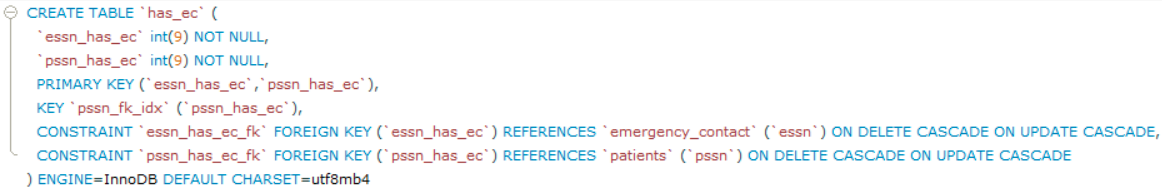 CREATE TABLE `has_ec` (
`essn_has_ec` int(9) NOT NULL,
`pssn_has_ec` int(9) NOT NULL,
PRIMARY KEY (`essn_has_ec`,`pssn_has_ec`),
KEY `pssn_fk_idx` (`pssn_has_ec`),
CONSTRAINT `essn_has_ec_fk` FOREIGN KEY (`essn_has_ec`) REFERENCES `emergency_contact` (`essn`) ON DELETE CASCADE ON UPDATE CASCADE,
CONSTRAINT `pssn_has_ec_fk` FOREIGN KEY (`pssn_has_ec`) REFERENCES `patients` (`pssn`) ON DELETE CASCADE ON UPDATE CASCADE
) ENGINE=InnoDB DEFAULT CHARSET=utf8mb4